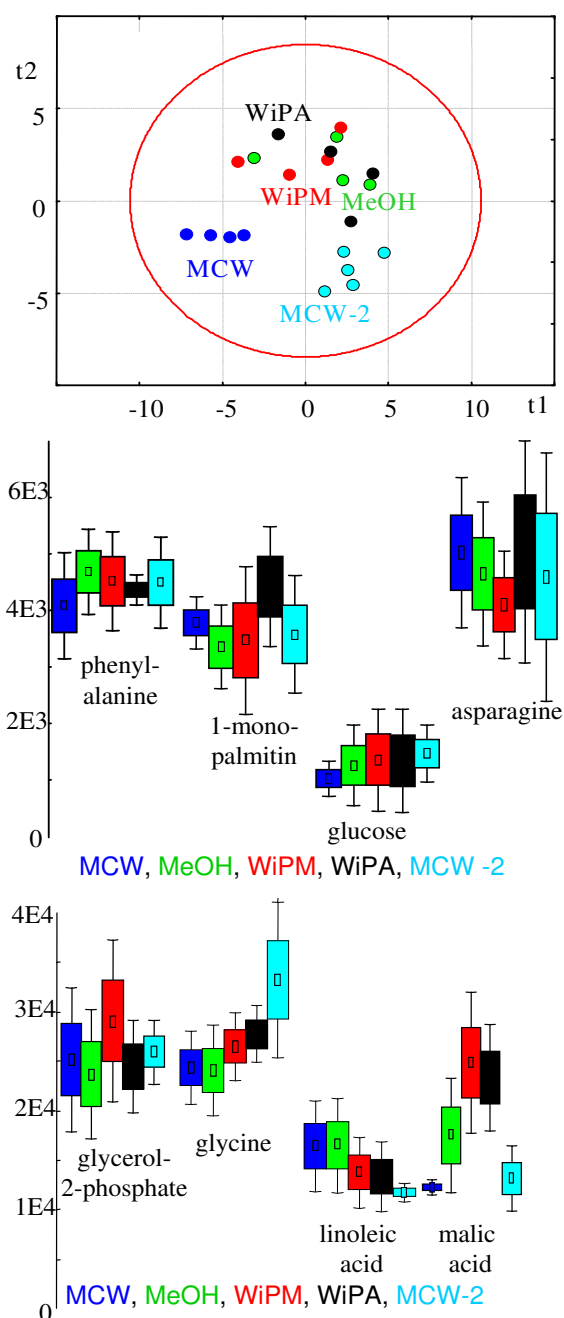 t2
5
0
-5
WiPA
WiPM
MeOH
MCW
MCW-2
-10 -5 0 5 t1
6E3
4E3
2E3
0
phenyl-
alanine
1-mono-
palmitin
glucose
asparagine
MCW, MeOH, WiPM, WiPA, MCW -2
4E4
3E4
2E4
1E4
0
glycerol-
2-phosphate
glycine
linoleic
acid
malic
acid
MCW, MeOH, WiPM, WiPA, MCW-2